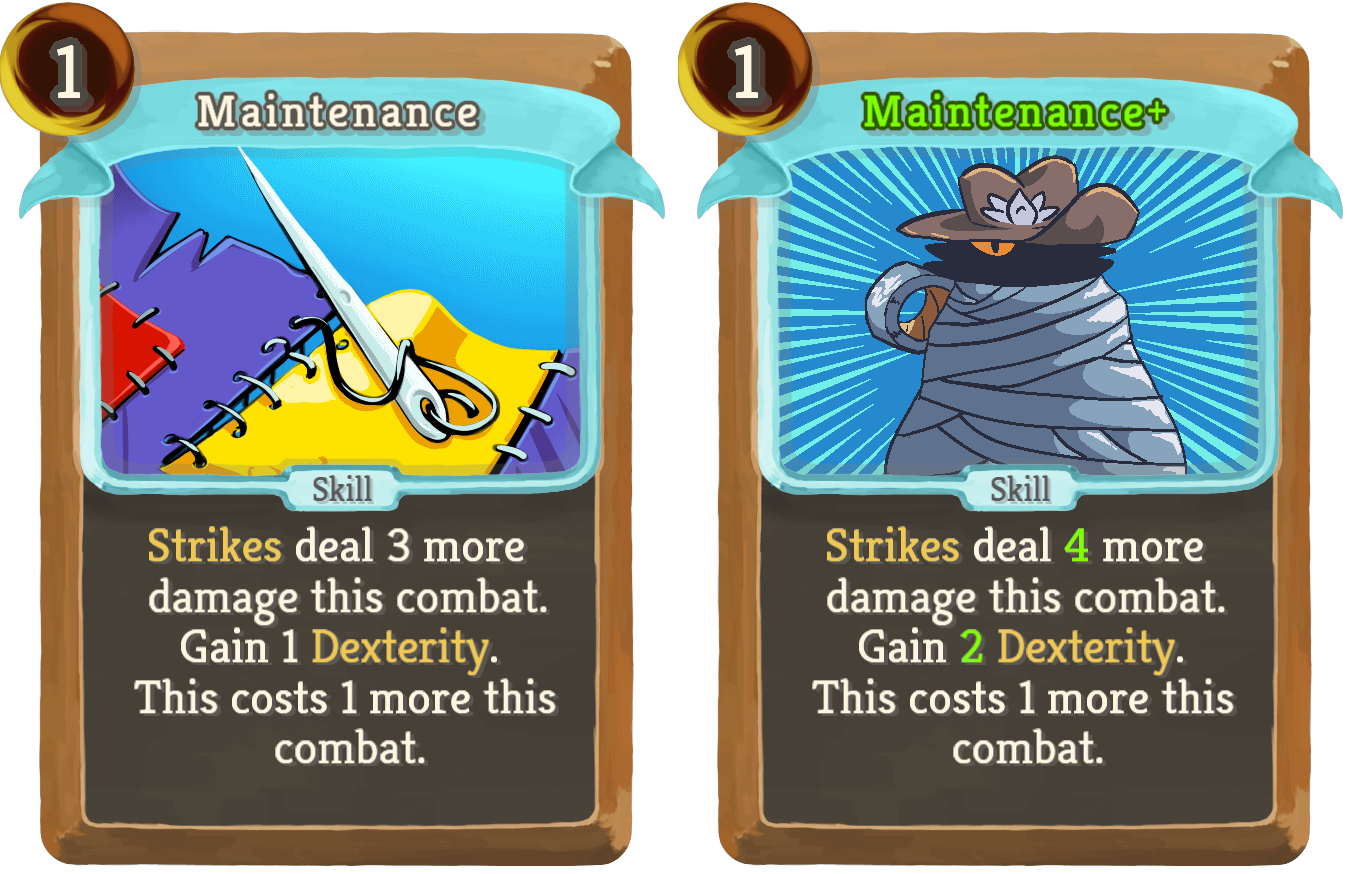 1
Maintenance
Skill
Strikes deal 3 more
damage this combat.
Gain 1 Dexterity.
This costs 1 more this
combat.
1
Maintenance+
Skill
Strikes deal 4 more
damage this combat.
Gain 2 Dexterity.
This costs 1 more this
combat.